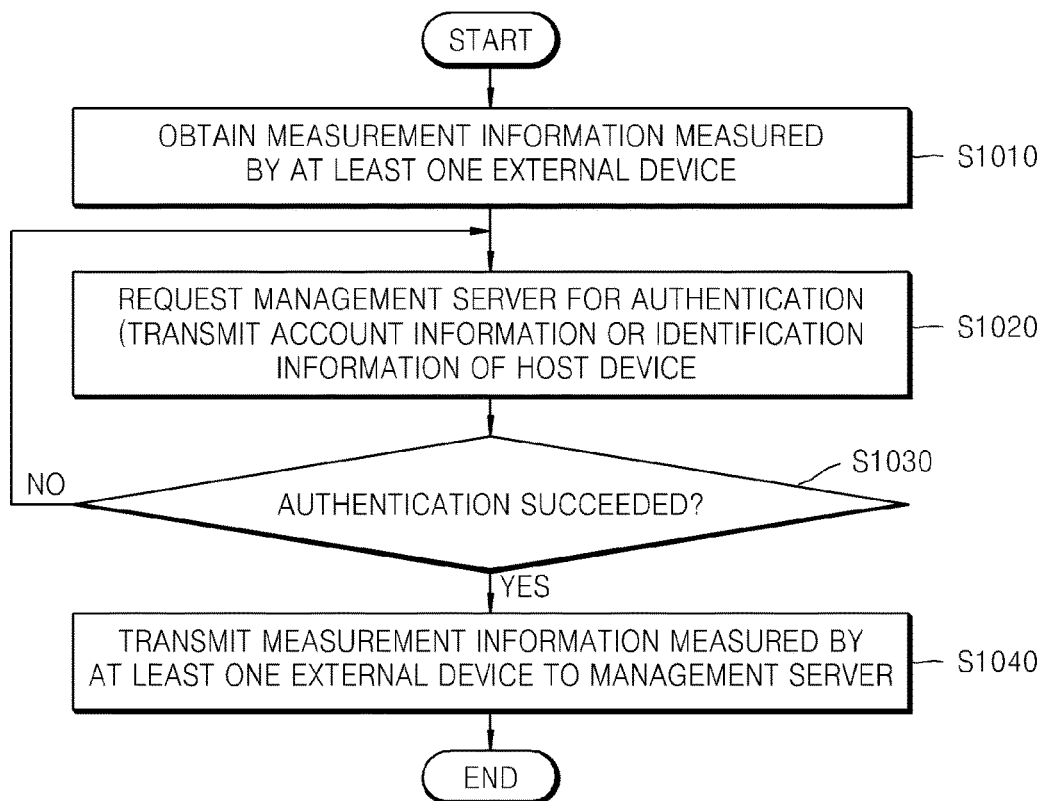 START
OBTAIN MEASUREMENT INFORMATION MEASURED
BY AT LEAST ONE EXTERNAL DEVICE
S1010
REQUEST MANAGEMENT SERVER FOR AUTHENTICATION
(TRANSMIT ACCOUNT INFORMATION OR IDENTIFICATION
INFORMATION OF HOST DEVICE
S1020
S1030
NO
AUTHENTICATION SUCCEEDED?
YES
TRANSMIT MEASUREMENT INFORMATION MEASURED BY
AT LEAST ONE EXTERNAL DEVICE TO MANAGEMENT SERVER
S1040
END